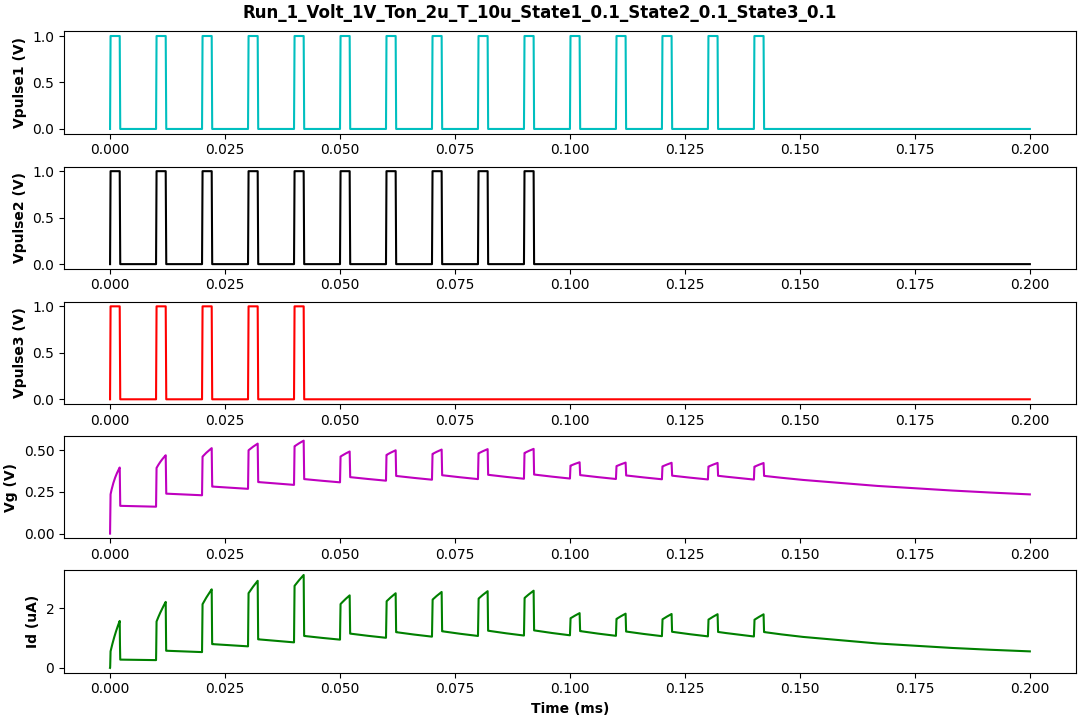 Run_1_Volt_1V_Ton_2u_T_10u_State1_0.1_State2_0.1_State3_0.1
Vpulse1 (V)
1.0
0.5
0.0
0.000 0.025 0.050 0.075 0.100 0.125 0.150 0.175 0.200
Vpulse2 (V)
1.0
0.5
0.0
0.000 0.025 0.050 0.075 0.100 0.125 0.150 0.175 0.200
Vpulse3 (V)
1.0
0.5
0.0
0.000 0.025 0.050 0.075 0.100 0.125 0.150 0.175 0.200
Vg (V)
0.50
0.25
0.00
0.000 0.025 0.050 0.075 0.100 0.125 0.150 0.175 0.200
Id (uA)
2
0
0.000 0.025 0.050 0.075 0.100 0.125 0.150 0.175 0.200
Time (ms)